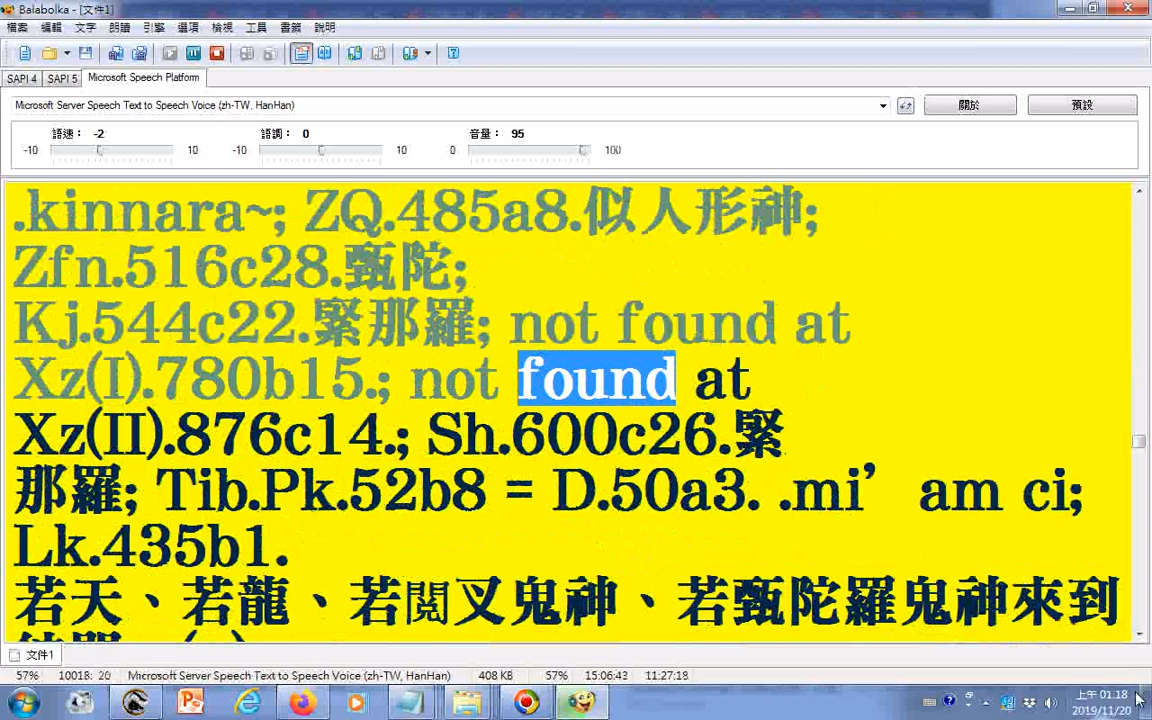 Balabolka - [文件1]
檔案 編輯 文字 朗讀 引擎 選項 檢視 工具 書籤 說明
SAPI 4 SAPI 5 Microsoft Speech Platform
Microsoft Server Speech Text to Speech Voice (zh-TW, HanHan) 關於 預設
語速： -2 語調： 0 音量： 95
-10 10 -10 10 0 100
.kinnara~; ZQ.485a8.似人形神;
Zfn.516c28.甄陀;
Kj.544c22.緊那羅; not found at
Xz(I).780b15.; not found at
Xz(II).876c14.; Sh.600c26.緊
那羅; Tib.Pk.52b8 = D.50a3. .mi’ am ci;
Lk.435b1.
若天、若龍、若閱叉鬼神、若甄陀羅鬼神來到
文件1
57% 10018: 20 Microsoft Server Speech Text to Speech Voice (zh-TW, HanHan) 408 KB 57% 15:06:43 11:27:18
上午 01:18
2019/11/20